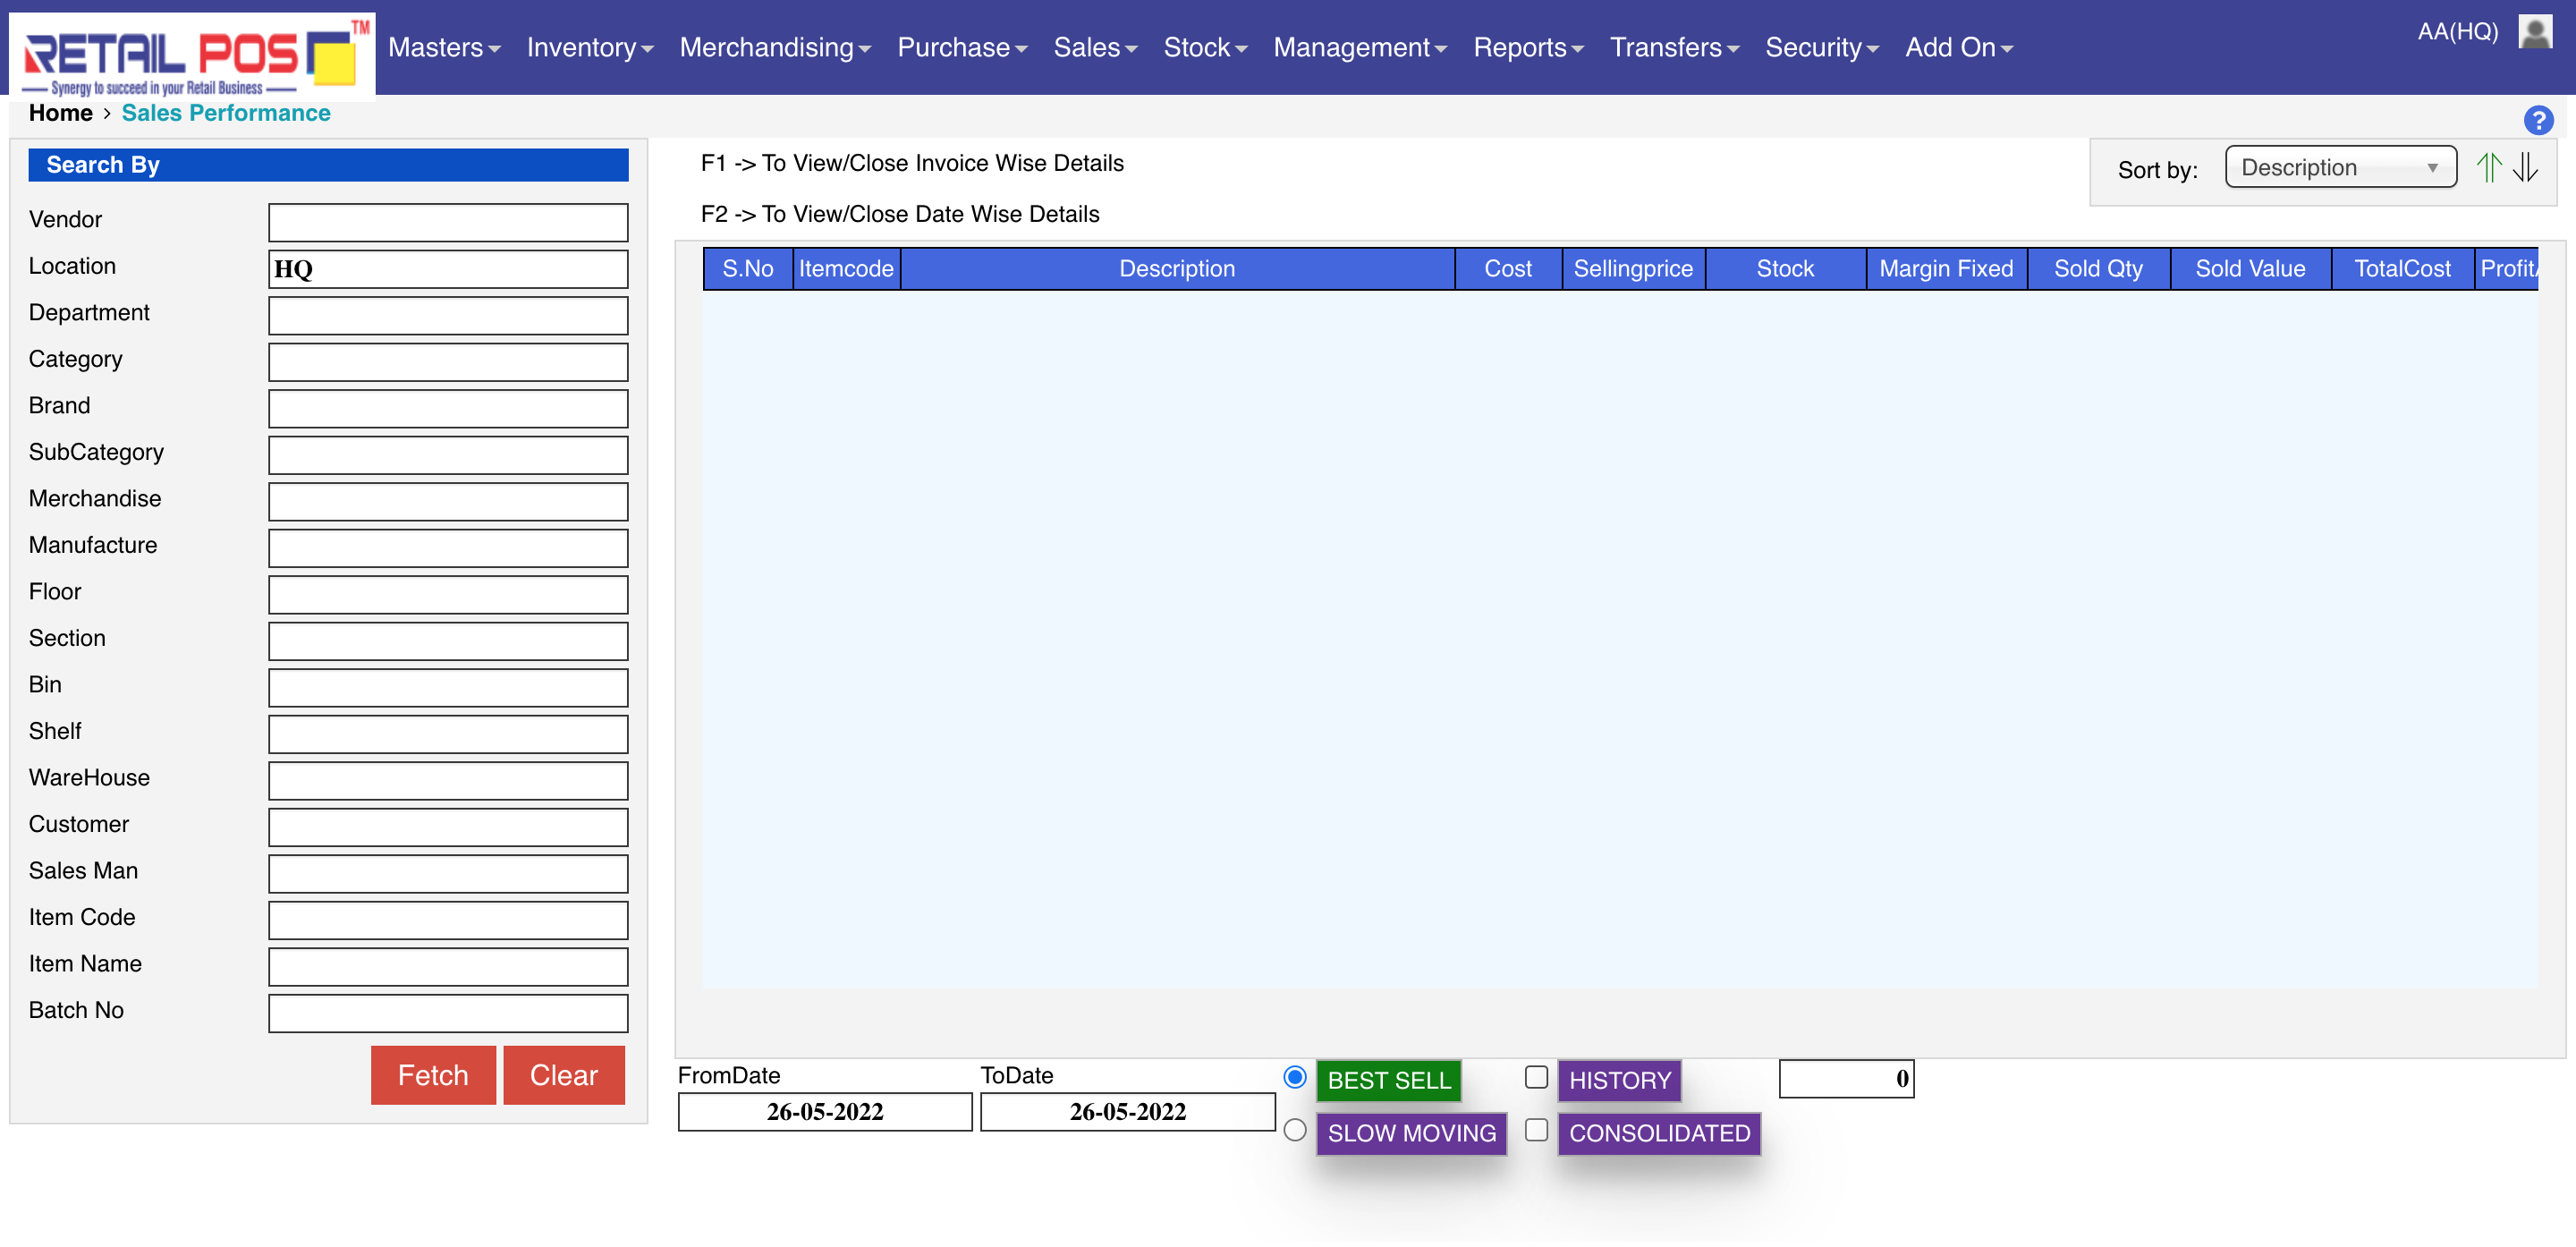 RETAIL POS TM
Synergy to succeed in your Retail Business
Masters Inventory Merchandising Purchase Sales Stock Management Reports Transfers Security Add On
AA(HQ)
Home › Sales Performance
?
Search By
Vendor
Location HQ
Department
Category
Brand
SubCategory
Merchandise
Manufacture
Floor
Section
Bin
Shelf
WareHouse
Customer
Sales Man
Item Code
Item Name
Batch No
Fetch Clear
F1 -> To View/Close Invoice Wise Details
F2 -> To View/Close Date Wise Details
Sort by: Description
S.No Itemcode Description Cost Sellingprice Stock Margin Fixed Sold Qty Sold Value TotalCost Profit
FromDate ToDate
26-05-2022 26-05-2022
BEST SELL HISTORY 0
SLOW MOVING CONSOLIDATED